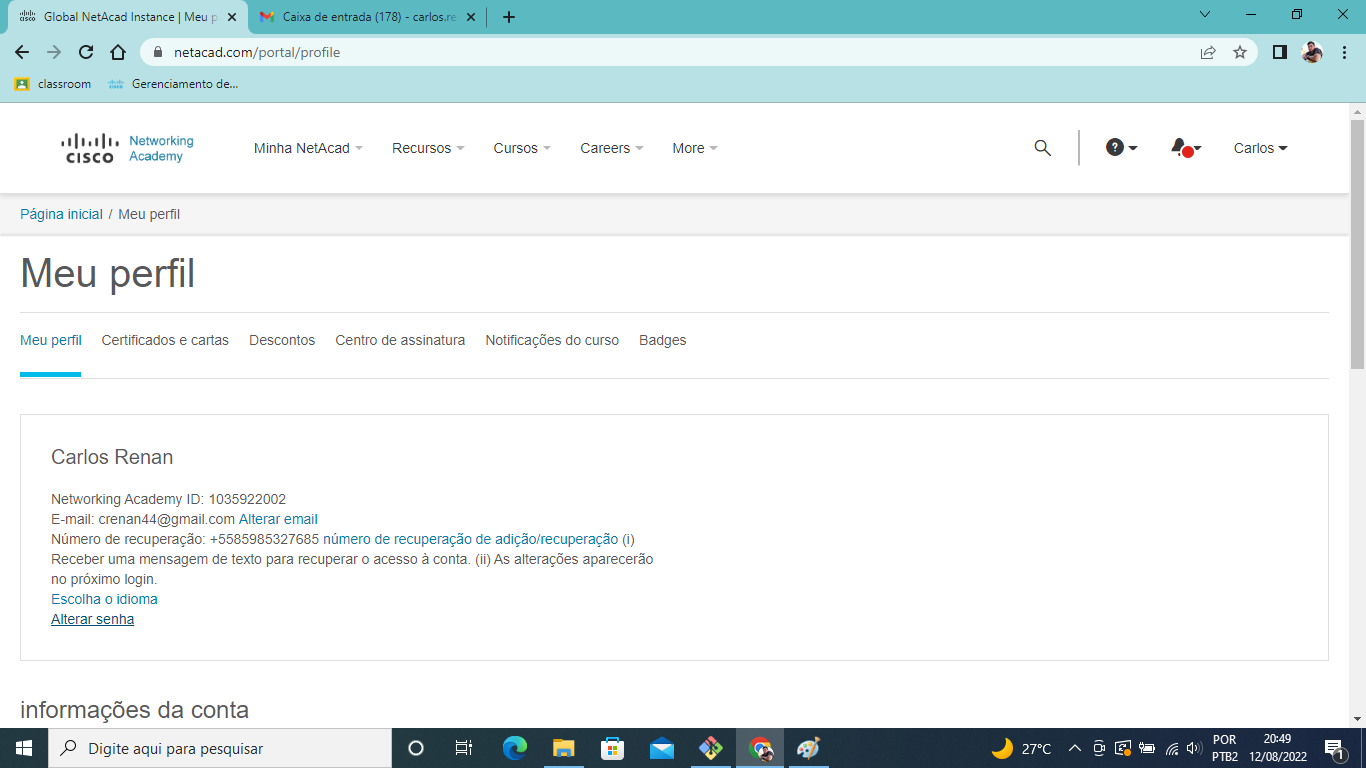 Global NetAcad Instance | Meu p
Caixa de entrada (178) - carlos.re
netacad.com/portal/profile
classroom
Gerenciamento de...
cisco
Networking
Academy
Minha NetAcad
Recursos
Cursos
Careers
More
?
Carlos
Página inicial / Meu perfil
Meu perfil
Meu perfil
Certificados e cartas
Descontos
Centro de assinatura
Notificações do curso
Badges
Carlos Renan
Networking Academy ID: 1035922002
E-mail: crenan44@gmail.com Alterar email
Número de recuperação: +5585985327685 número de recuperação de adição/recuperação (i)
Receber uma mensagem de texto para recuperar o acesso à conta. (ii) As alterações aparecerão
no próximo login.
Escolha o idioma
Alterar senha
informações da conta
Digite aqui para pesquisar
27°C
POR
PTB2
20:49
12/08/2022
1